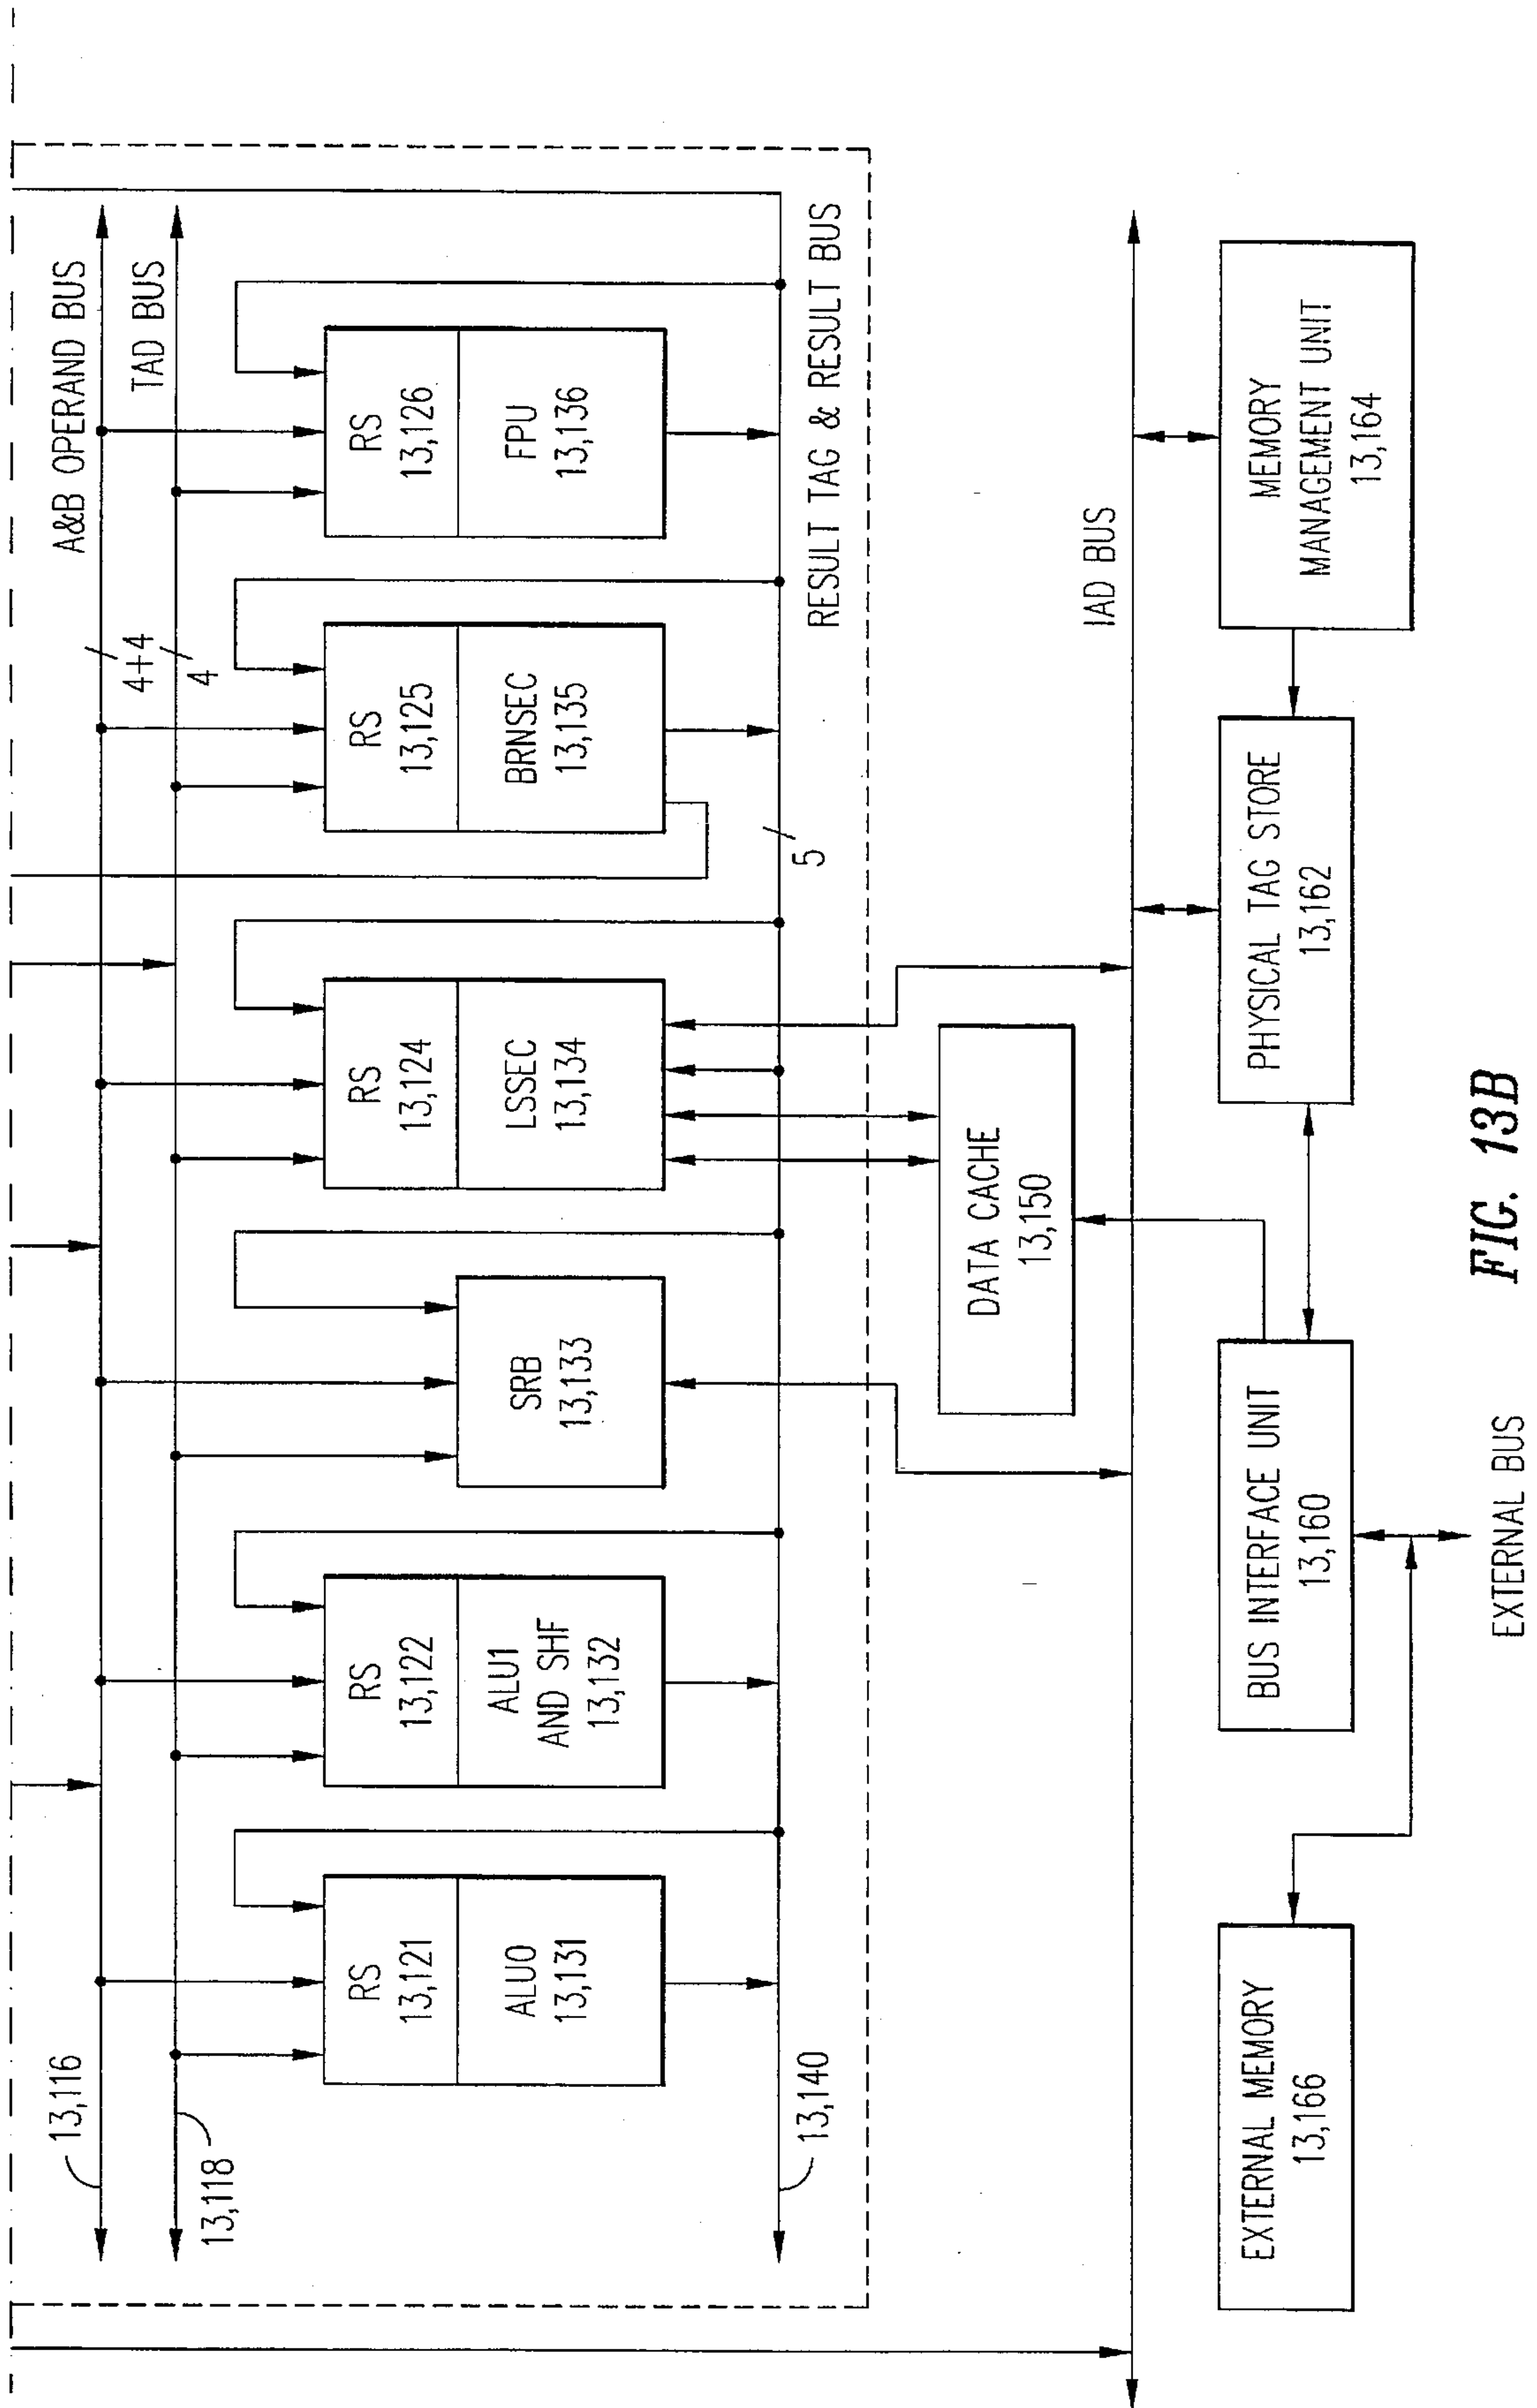 A&B OPERAND BUS
TAD BUS
13,116
13,118
4+4
4
RS
13,121
ALU0
13,131
RS
13,122
ALU1
AND SHF
13,132
SRB
13,133
RS
13,124
LSSEC
13,134
RS
13,125
BRNSEC
13,135
RS
13,126
FPU
13,136
13,140
5
RESULT TAG & RESULT BUS
DATA CACHE
13,150
IAD BUS
EXTERNAL MEMORY
13,166
BUS INTERFACE UNIT
13,160
PHYSICAL TAG STORE
13,162
MEMORY
MANAGEMENT UNIT
13,164
EXTERNAL BUS
FIG. 13B